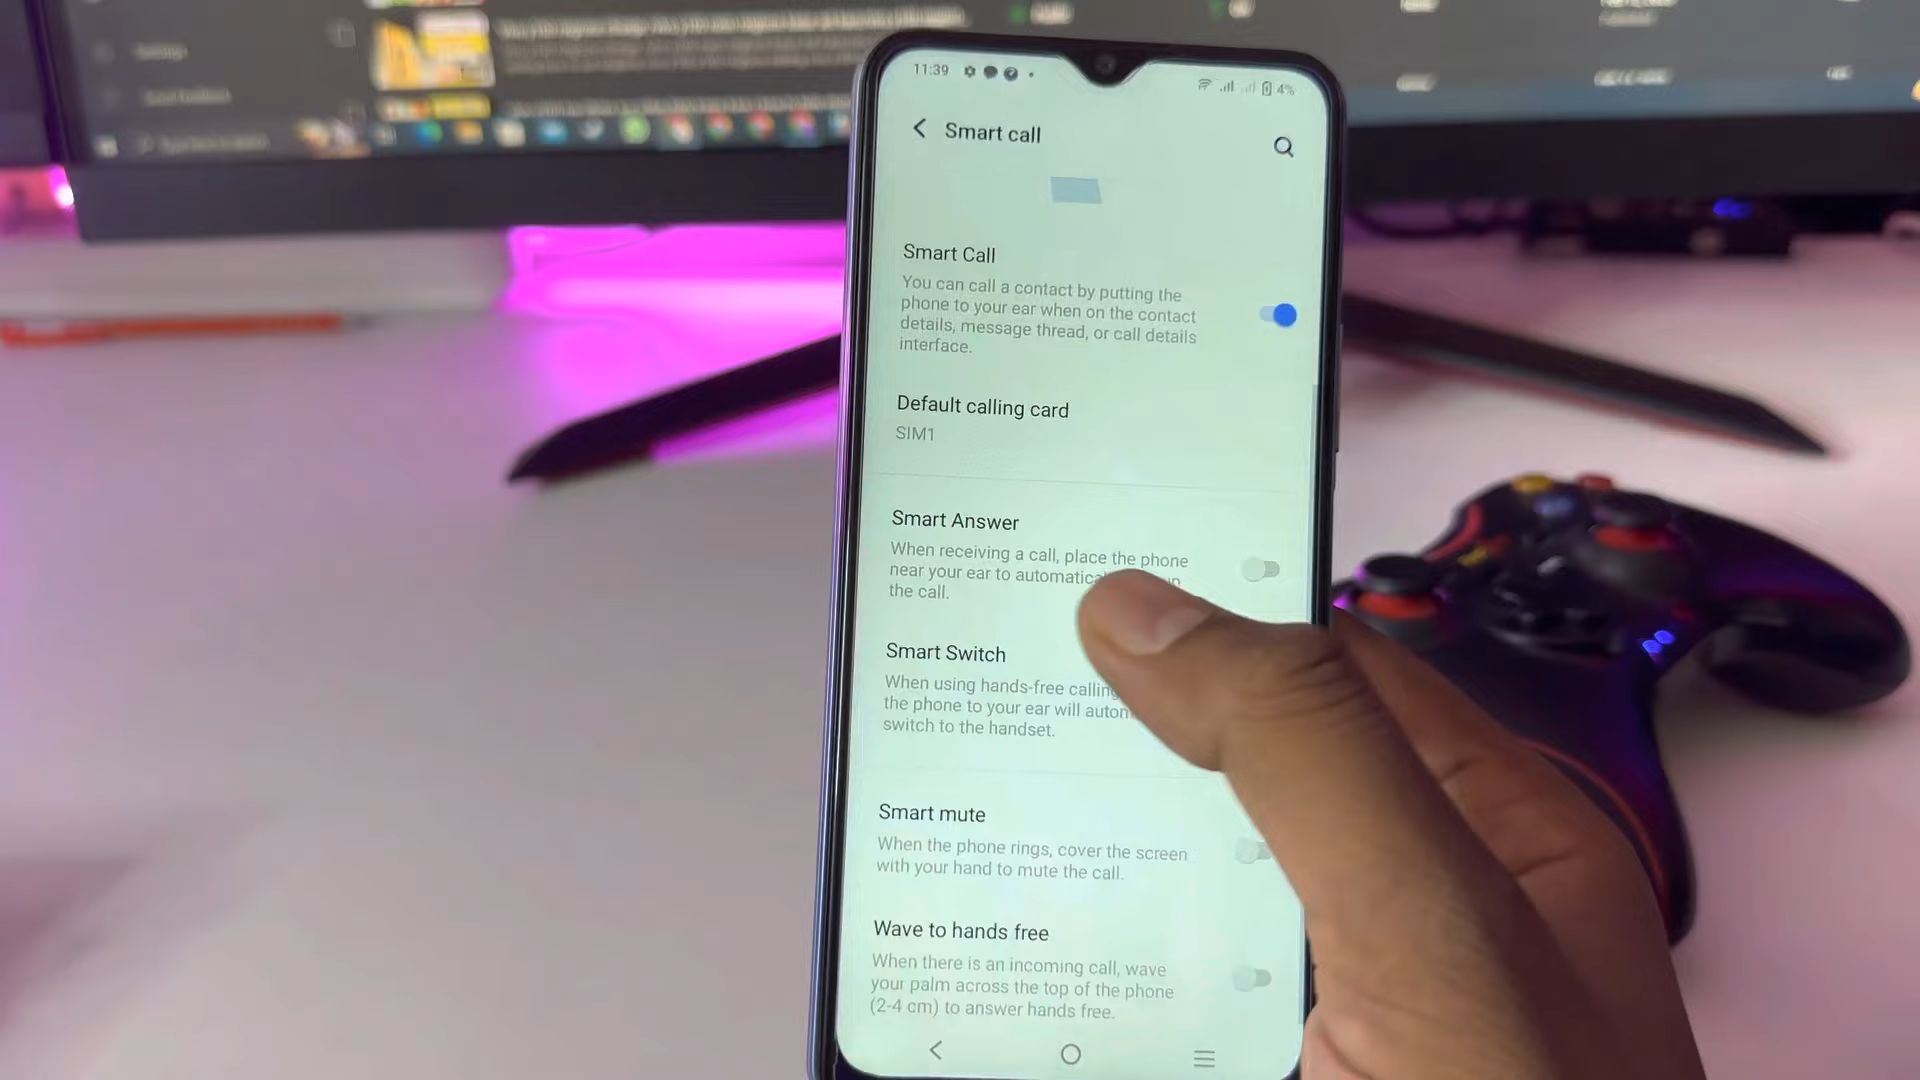 11:39
4%
Smart call
Smart Call
You can call a contact by putting the
phone to your ear when on the contact
details, message thread, or call details
interface.
Default calling card
SIM1
Smart Answer
When receiving a call, place the phone
near your ear to
the call.
Smart Switch
When using hands-free calling
the phone to your ear will
switch to the handset.
Smart mute
When the phone rings, cover the screen
with your hand to mute the call.
Wave to hands free
When there is an incoming call, wave
your palm across the top of the phone
(2-4 cm) to answer hands free.